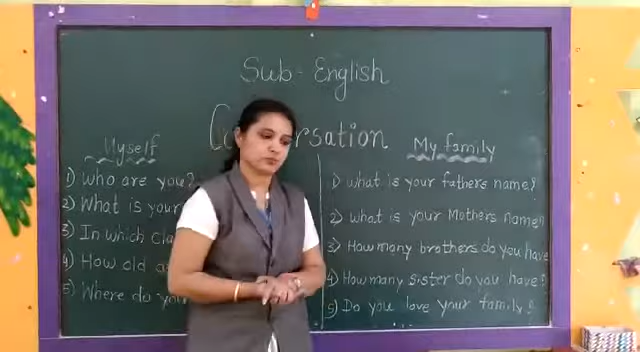 Sub- English
C rsation
Myself
1) Who are you?
2) What is your
3) In which cla
4) How old a
5) Where do you
My family
1) What is your fathers name?
2) What is your Mothers name?
3) How many brothers do you have
4) How many sister do you have?
5) Do you love your family?